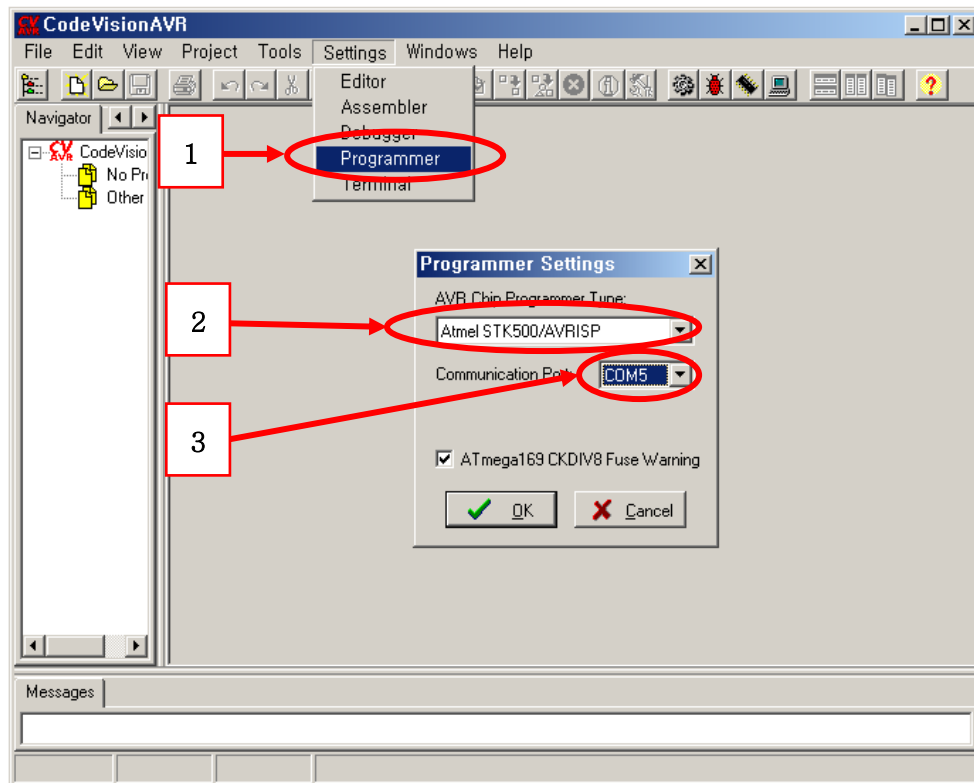 CodeVisionAVR
File Edit View Project Tools Settings Windows Help
Editor
Assembler
Debugger
Programmer
Terminal
Navigator
CodeVisio
No Pr
Other
1
2
3
Programmer Settings
AVR Chip Programmer Type:
Atmel STK500/AVRISP
Communication Port: COM5
ATmega169 CKDIV8 Fuse Warning
OK Cancel
Messages